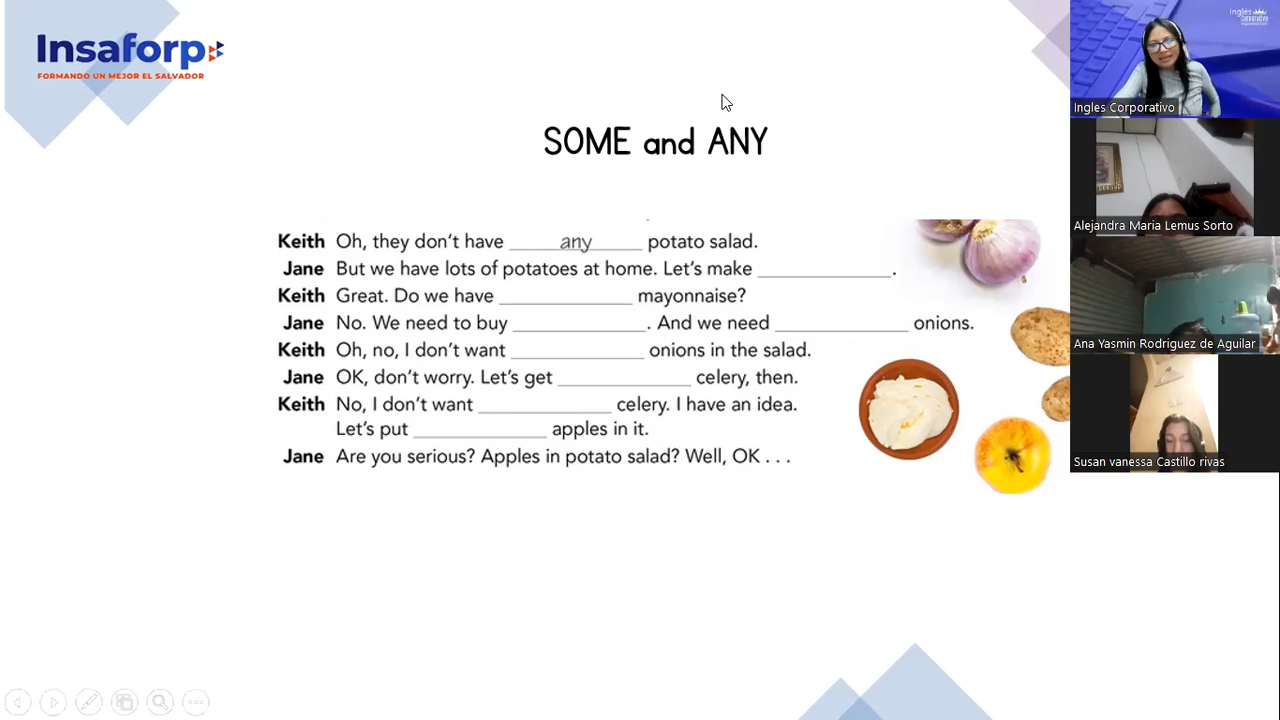 Insaforp
FORMANDO UN MEJOR EL SALVADOR
SOME and ANY
Keith Oh, they don't have any potato salad.
Jane But we have lots of potatoes at home. Let's make ____________.
Keith Great. Do we have ____________ mayonnaise?
Jane No. We need to buy ____________. And we need ____________ onions.
Keith Oh, no, I don't want ____________ onions in the salad.
Jane OK, don't worry. Let's get ____________ celery, then.
Keith No, I don't want ____________ celery. I have an idea.
Let's put ____________ apples in it.
Jane Are you serious? Apples in potato salad? Well, OK . . .
Inglés
Corporativo
Ingles Corporativo
Alejandra Maria Lemus Sorto
Ana Yasmin Rodriguez de Aguilar
Susan vanessa Castillo rivas